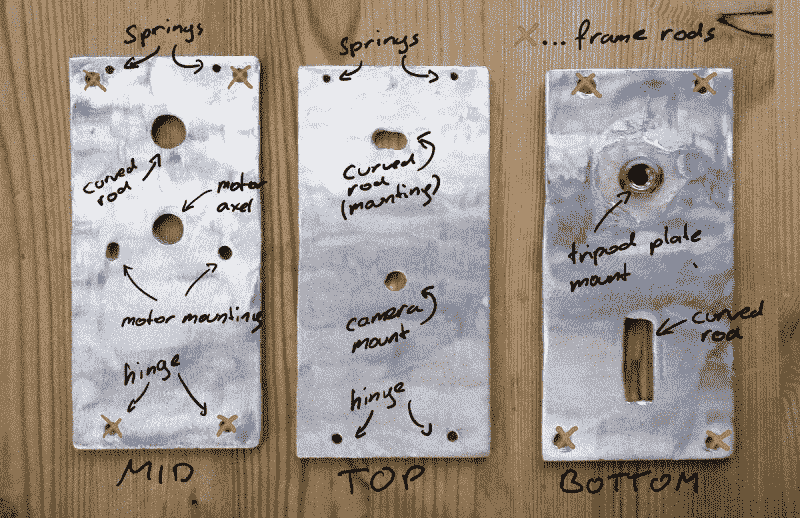 Springs
curved
rod
motor
axel
motor mounting
hinge
MID
Springs
curved
rod
(mounting)
camera
mount
hinge
TOP
x...frame rods
tripod plate
mount
curved
rod
BOTTOM